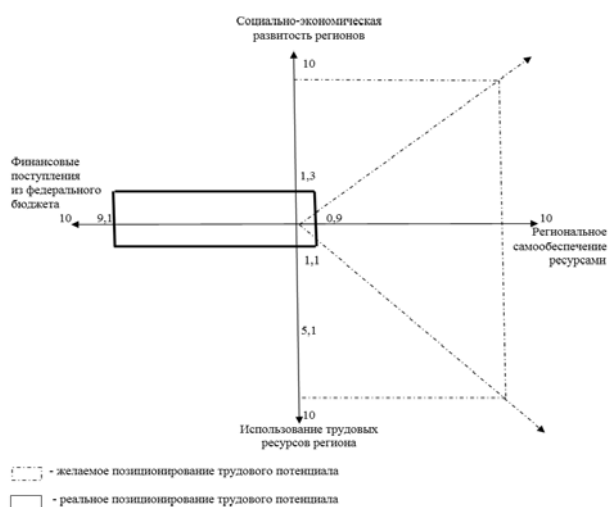 Социально-экономическая
развитость регионов
10
Финансовые
поступления
из федерального
бюджета
1,3
10 9,1 0,9 10
Региональное
самообеспечение
ресурсами
1,1
5,1
10
Использование трудовых
ресурсов региона
- желаемое позиционирование трудового потенциала
- реальное позиционирование трудового потенциала